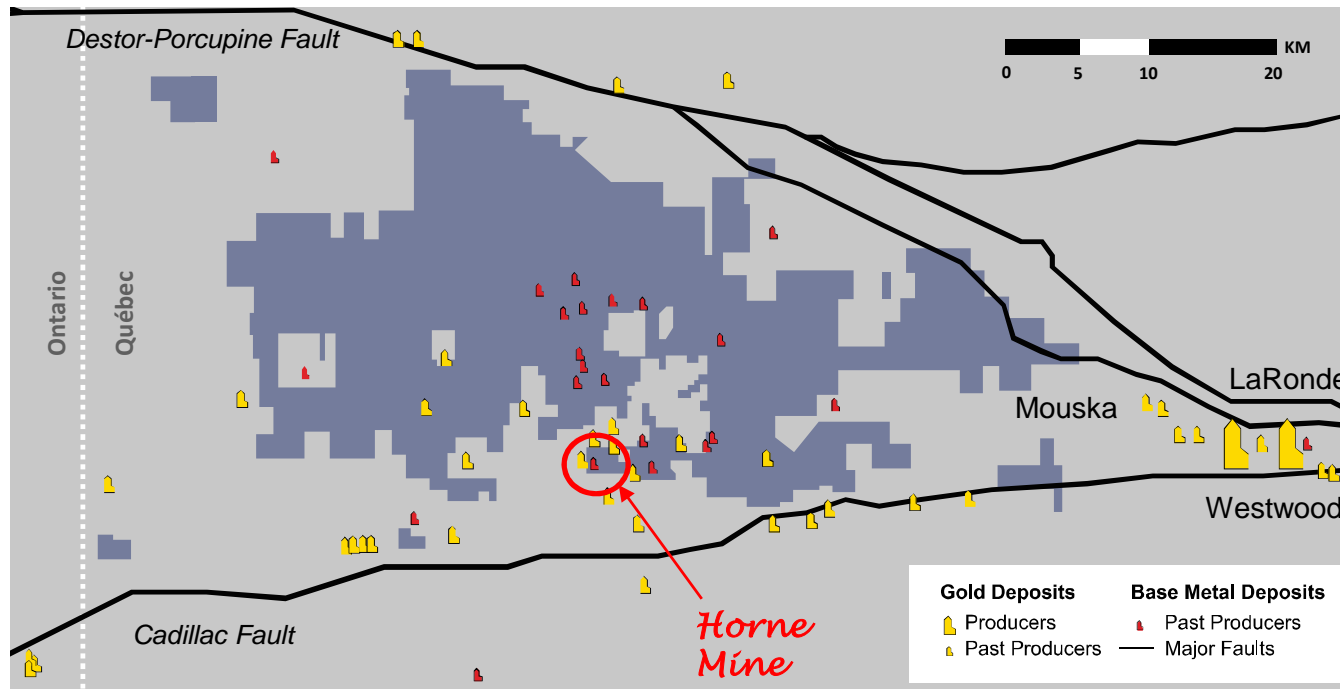 Destor-Porcupine Fault
KM
0 5 10 20
Ontario
Québec
LaRonde
Mouska
Westwood
Horne
Mine
Cadillac Fault
Gold Deposits
Producers
Past Producers
Base Metal Deposits
Past Producers
Major Faults